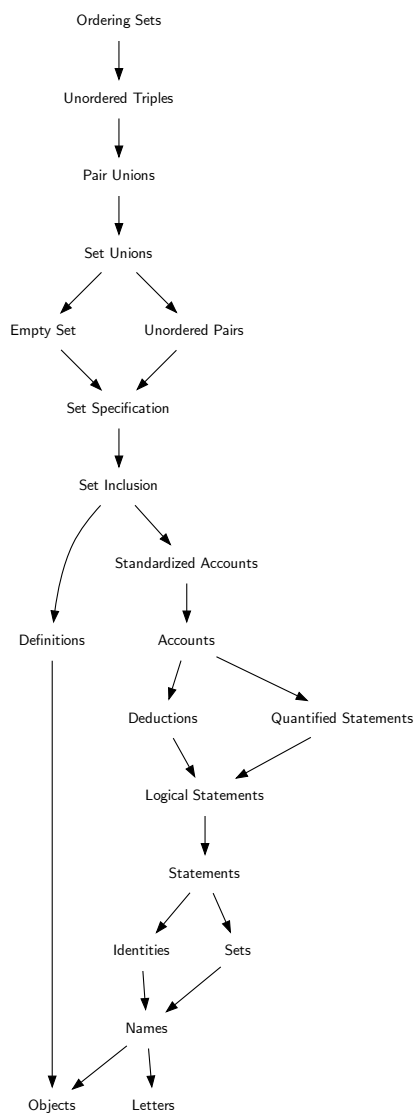 Ordering Sets
Unordered Triples
Pair Unions
Set Unions
Empty Set
Unordered Pairs
Set Specification
Set Inclusion
Standardized Accounts
Definitions
Accounts
Deductions
Quantified Statements
Logical Statements
Statements
Identities
Sets
Names
Objects
Letters